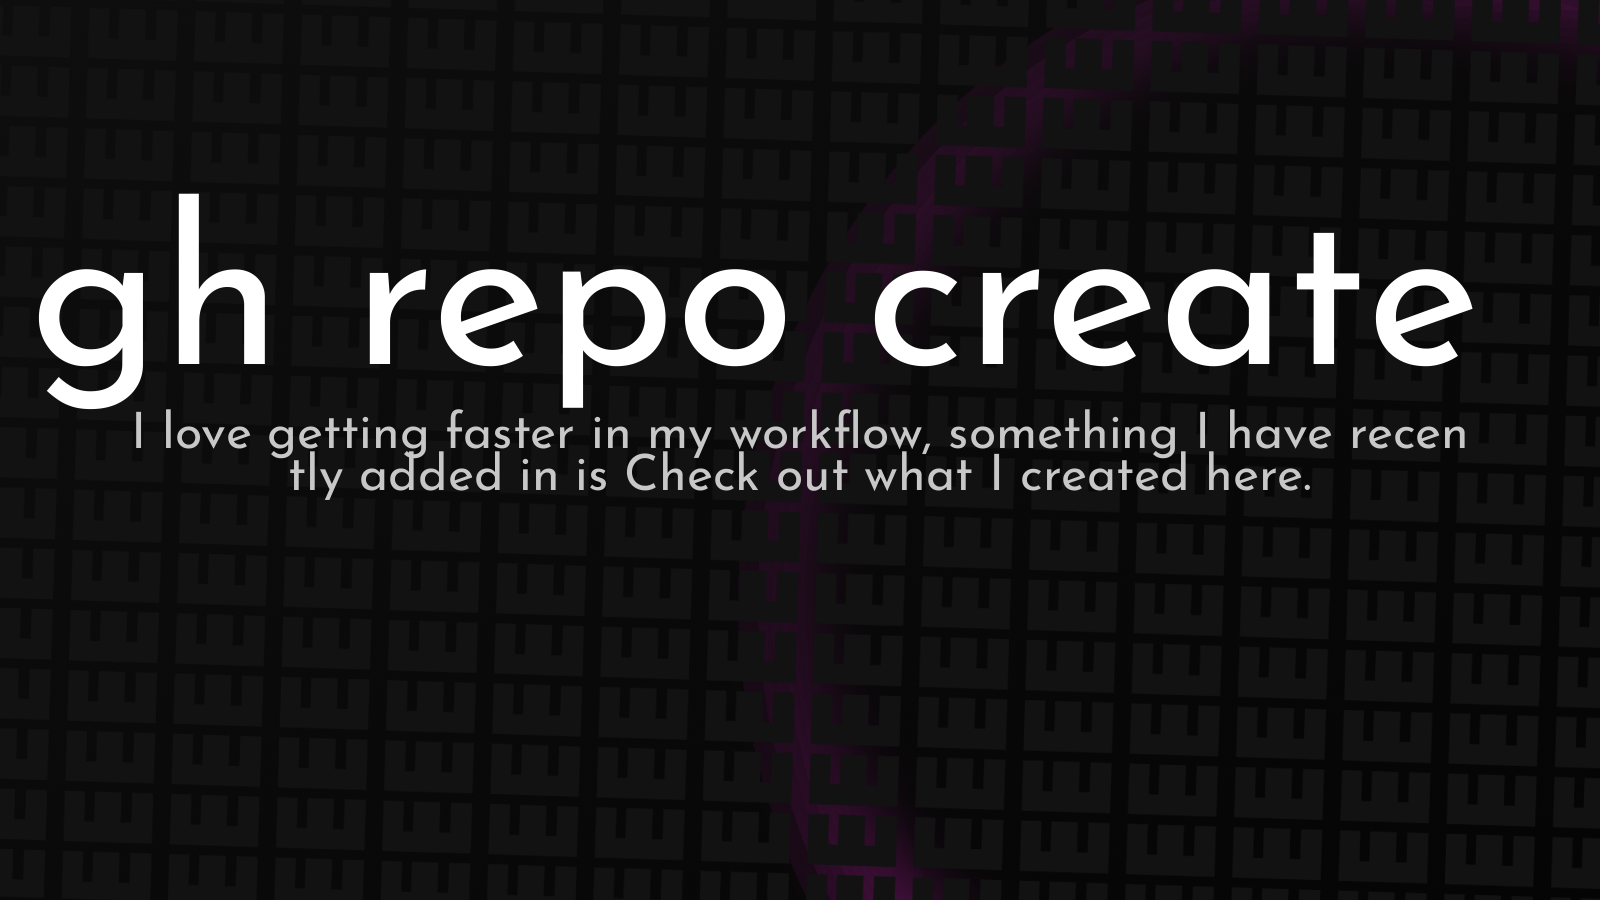 gh repo create
I love getting faster in my workflow, something I have recen
tly added in is Check out what I created here.